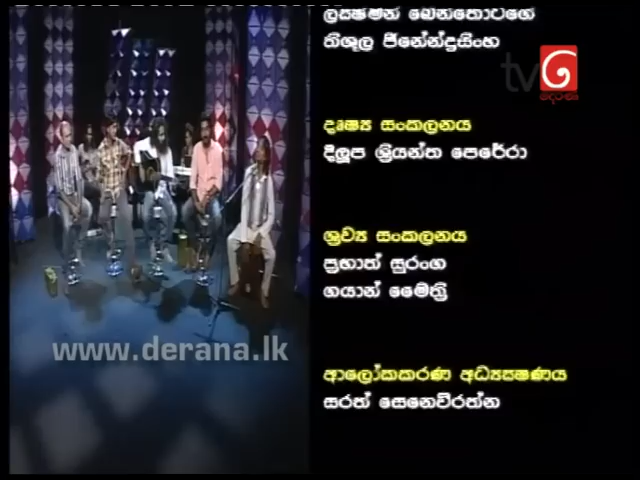 ලක්ෂ්මන් බෙන්තොටගේ
තිශූල ජිනේන්ද්‍රසිංහ
tv
දෙරණ
දෘෂ්‍ය සංකලනය
දිලූප ශ්‍රියන්ත පෙරේරා
ශ්‍රව්‍ය සංකලනය
ප්‍රභාත් සුරංග
ගයාන් මෛත්‍රි
www.derana.lk
ආලෝකකරණ අධ්‍යක්ෂණය
සරත් සෙනෙවිරත්න